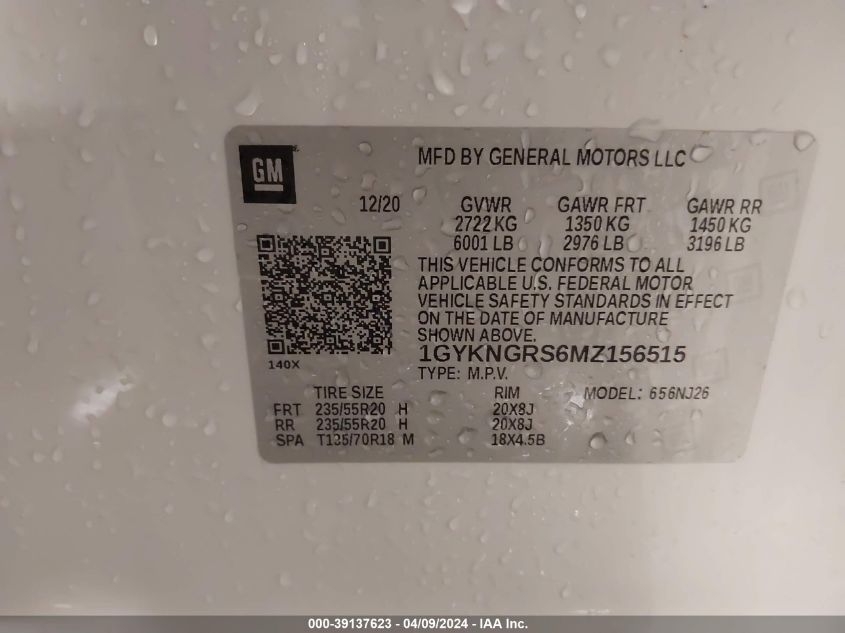 GM
MFD BY GENERAL MOTORS LLC
12/20 GVWR GAWR FRT GAWR RR
2722 KG 1350 KG 1450 KG
6001 LB 2976 LB 3196 LB
THIS VEHICLE CONFORMS TO ALL
APPLICABLE U.S. FEDERAL MOTOR
VEHICLE SAFETY STANDARDS IN EFFECT
ON THE DATE OF MANUFACTURE
SHOWN ABOVE.
1GYKNGRS6MZ156515
140X
TYPE: M.P.V.
TIRE SIZE RIM MODEL: 656NJ26
FRT 235/55R20 H 20X8J
RR 235/55R20 H 20X8J
SPA T135/70R18 M 18X4.5B
000-39137623 - 04/09/2024 - IAA Inc.